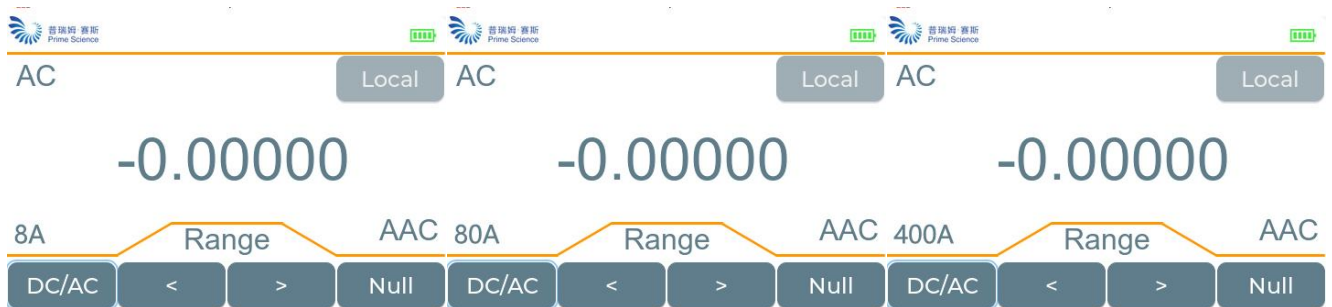 普瑞姆·赛斯
Prime Science
AC
Local
-0.00000
8A
Range
AAC
DC/AC
<
>
Null
普瑞姆·赛斯
Prime Science
AC
Local
-0.00000
80A
Range
AAC
DC/AC
<
>
Null
普瑞姆·赛斯
Prime Science
AC
Local
-0.00000
400A
Range
AAC
DC/AC
<
>
Null